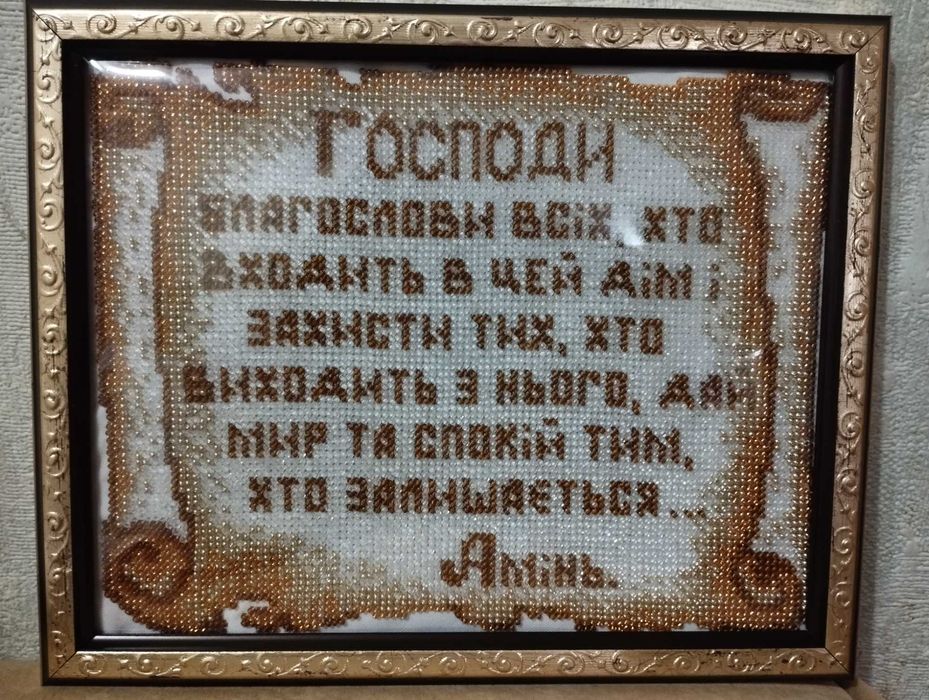 Господи
благослови всіх, хто
входить в цей дім і
захисти тих, хто
виходить з нього, дай
мир та спокій тим,
хто залишається...
Амінь.